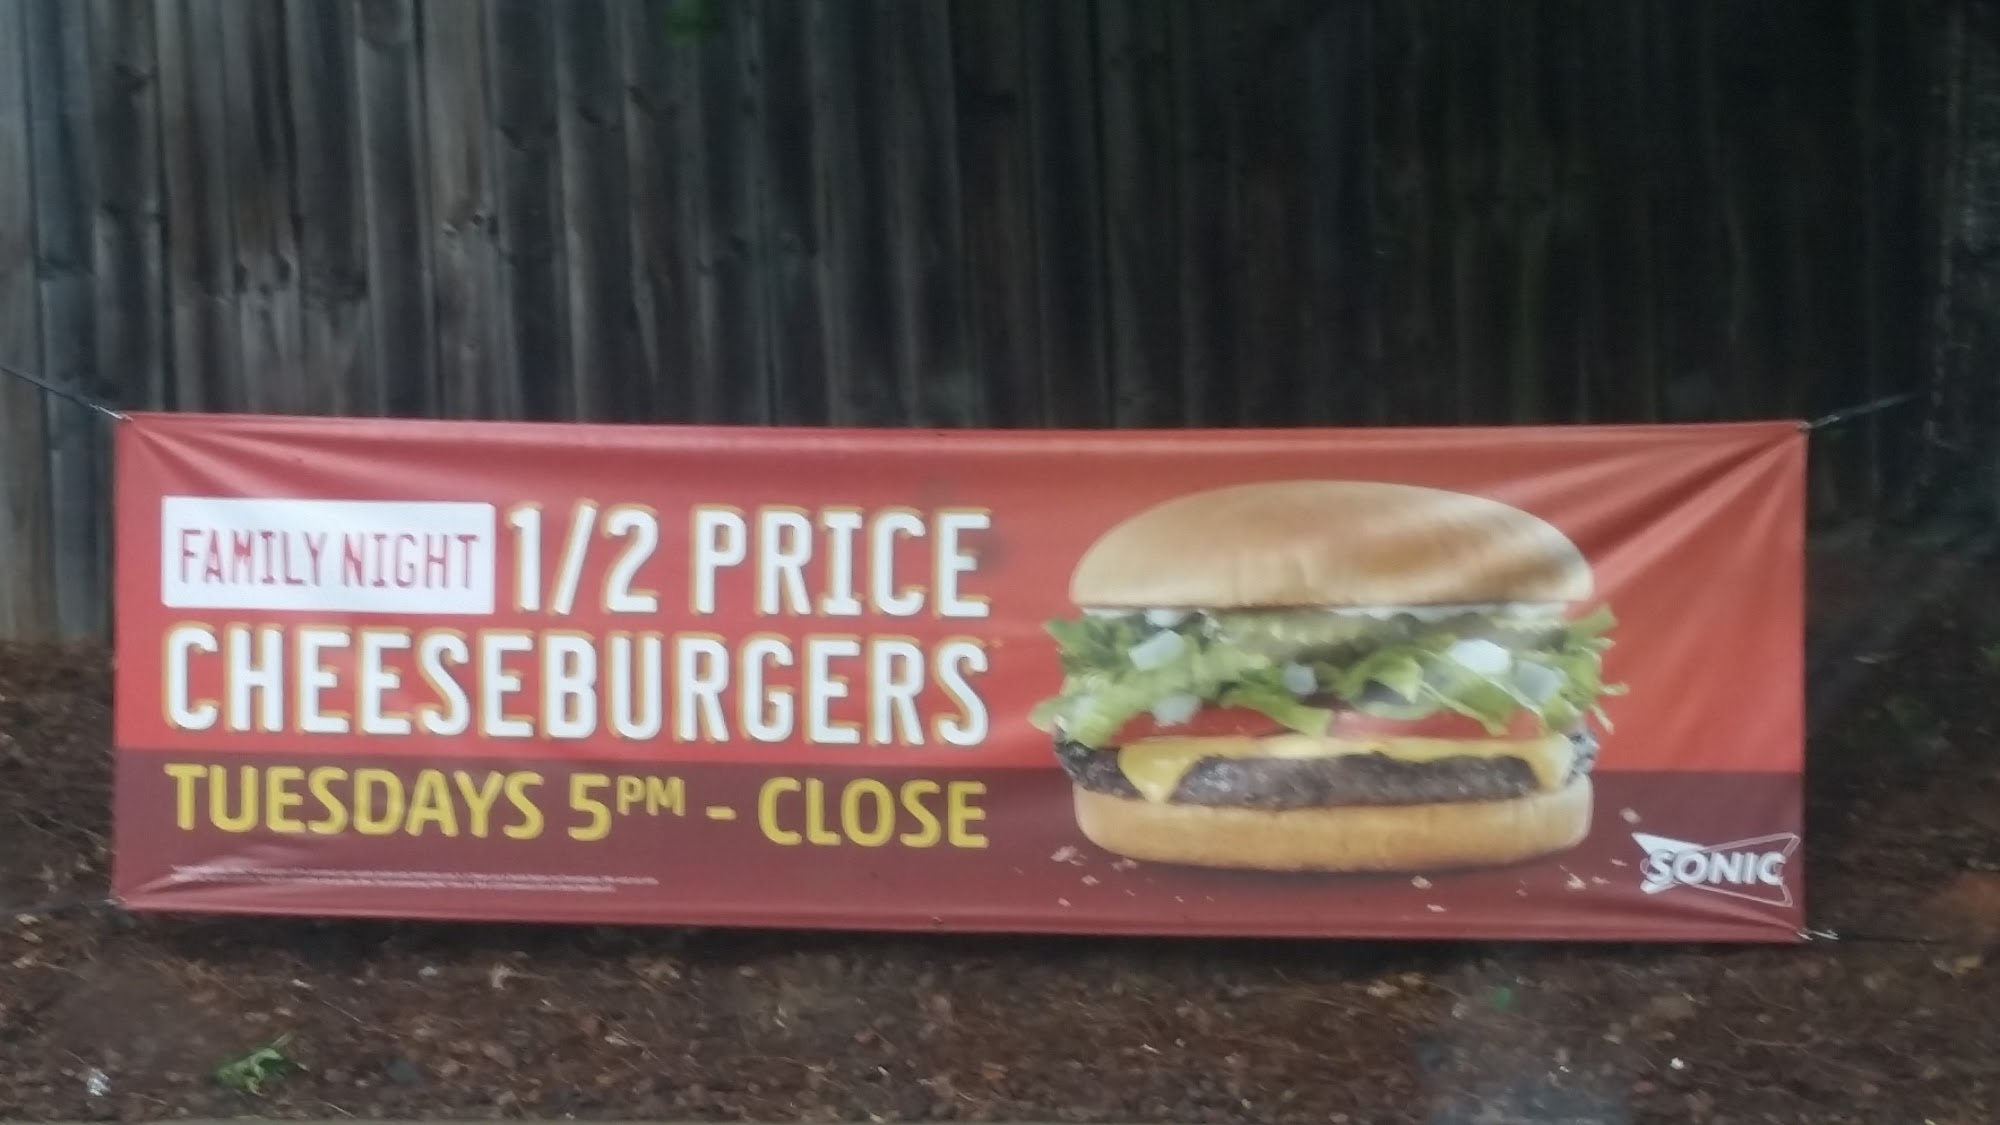 FAMILY NIGHT 1/2 PRICE
CHEESEBURGERS
TUESDAYS 5PM - CLOSE
SONIC